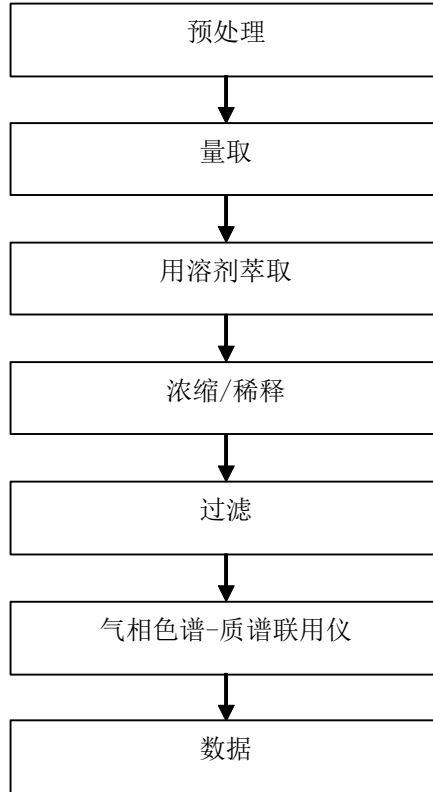 预处理
量取
用溶剂萃取
浓缩/稀释
过滤
气相色谱-质谱联用仪
数据